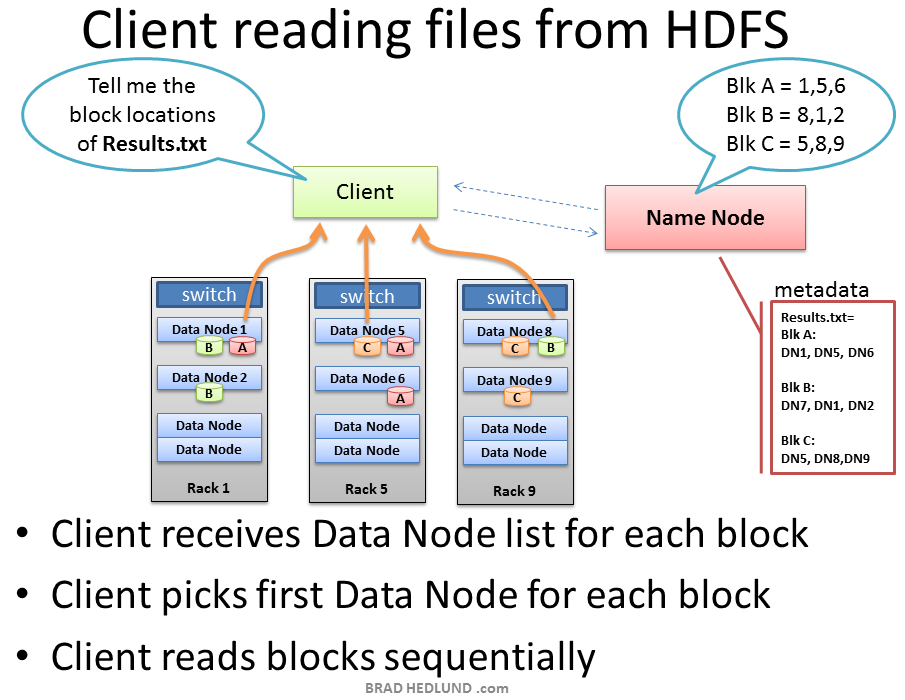 Client reading files from HDFS
Tell me the
block locations
of Results.txt
Blk A = 1,5,6
Blk B = 8,1,2
Blk C = 5,8,9
Client
Name Node
switch
Data Node 1
B
A
Data Node 2
B
Data Node
Data Node
Rack 1
switch
Data Node 5
C
A
Data Node 6
A
Data Node
Data Node
Rack 5
switch
Data Node 8
C
B
Data Node 9
C
Data Node
Data Node
Rack 9
metadata
Results.txt=
Blk A:
DN1, DN5, DN6
Blk B:
DN7, DN1, DN2
Blk C:
DN5, DN8,DN9
• Client receives Data Node list for each block
• Client picks first Data Node for each block
• Client reads blocks sequentially
BRAD HEDLUND .com